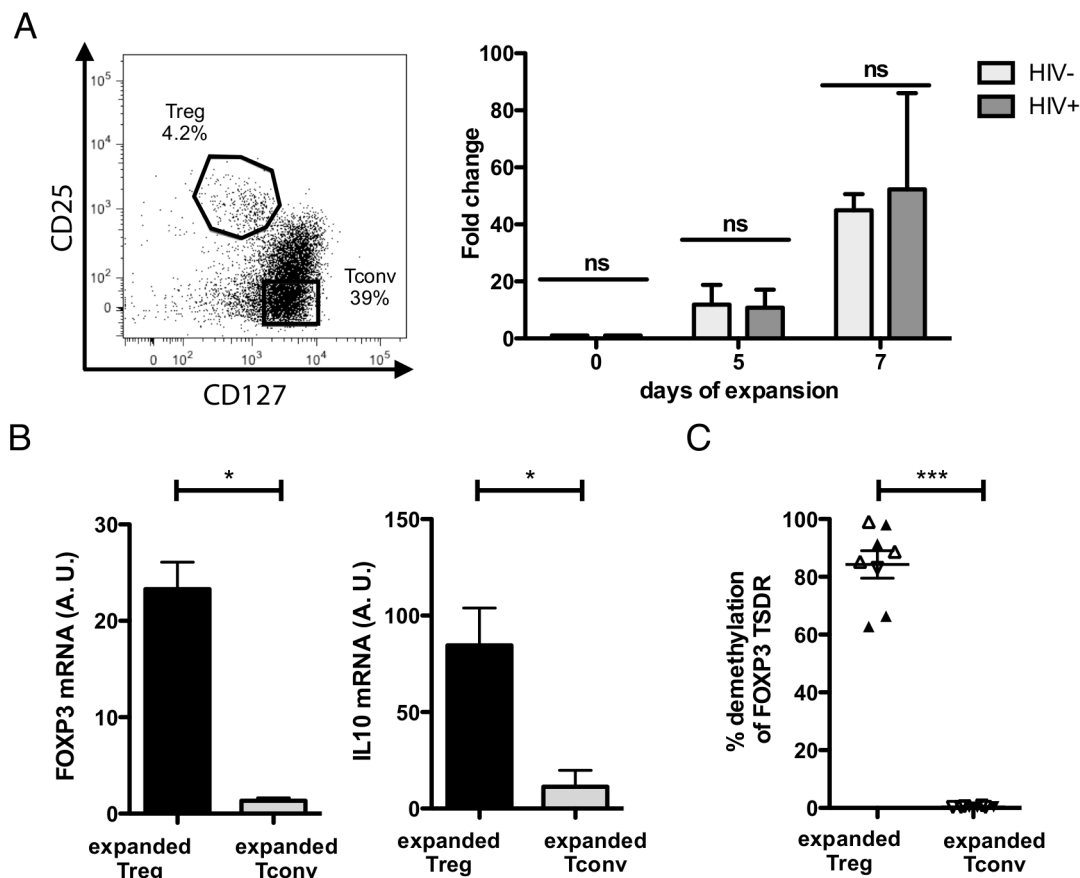 A
CD25
10^5
10^4
10^3
10^2
0
Treg
4.2%
Tconv
39%
0 10^2 10^3 10^4 10^5
CD127
Fold change
100
80
60
40
20
0
ns
ns
ns
0 5 7
days of expansion
HIV-
HIV+
B
FOXP3 mRNA (A. U.)
30
20
10
0
*
expanded
Treg
expanded
Tconv
IL10 mRNA (A. U.)
150
100
50
0
*
expanded
Treg
expanded
Tconv
C
% demethylation
of FOXP3 TSDR
100
80
60
40
20
0
***
expanded
Treg
expanded
Tconv